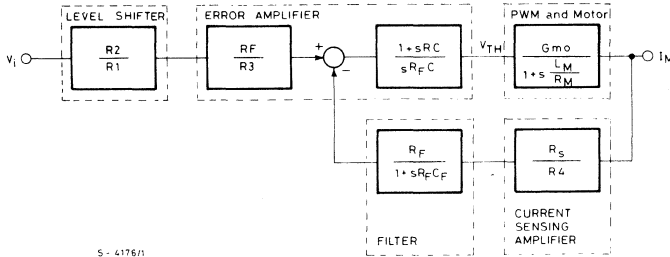 LEVEL SHIFTER
ERROR AMPLIFIER
PWM and Motor
Vi
R2
R1
RF
R3
+
−
1+sRC
sRFC
VTH
Gmo
1+s LM
RM
IM
RF
1+sRFCF
Rs
R4
FILTER
CURRENT
SENSING
AMPLIFIER
S-4176/1